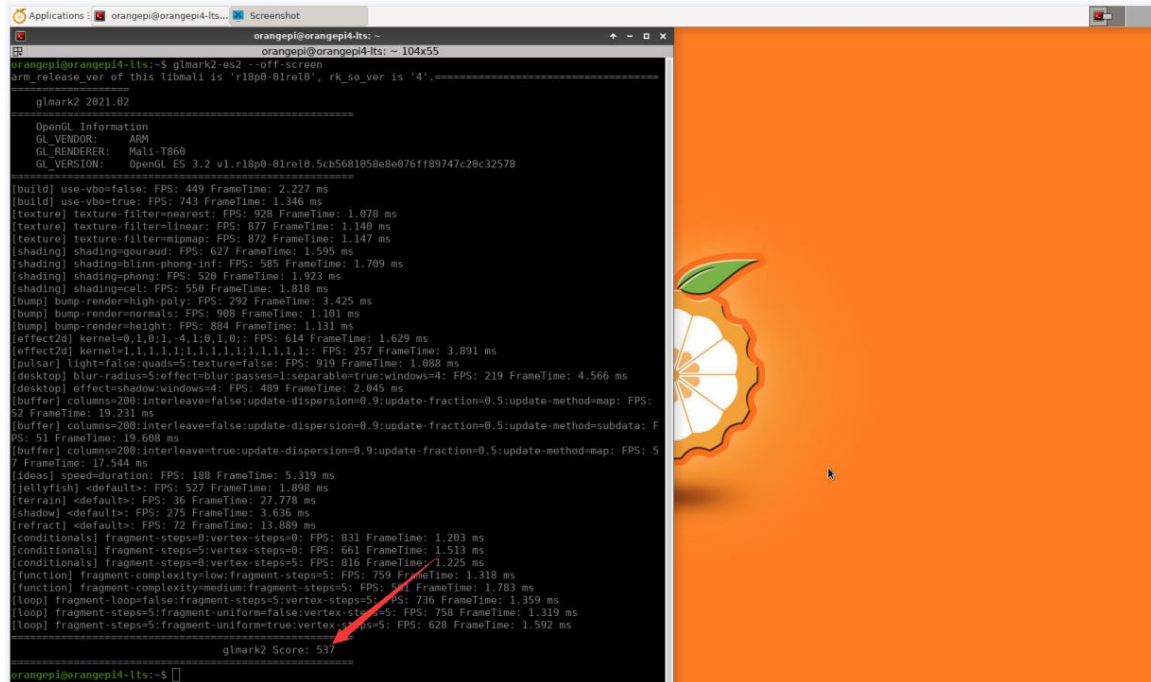 Applications
orangepi@orangepi4-lts...
Screenshot
orangepi@orangepi4-lts: ~
orangepi@orangepi4-lts: ~ 104x55
orangepi@orangepi4-lts:~$ glmark2-es2 --off-screen
arm_release_ver of this libmali is 'r18p0-01rel0', rk_so_ver is '4'.=====================================
===================
glmark2 2021.02
=======================================================
OpenGL Information
GL_VENDOR: ARM
GL_RENDERER: Mali-T860
GL_VERSION: OpenGL ES 3.2 v1.r18p0-01rel0.5cb5681058e8e076ff89747c20c32578
=======================================================
[build] use-vbo=false: FPS: 449 FrameTime: 2.227 ms
[build] use-vbo=true: FPS: 743 FrameTime: 1.346 ms
[texture] texture-filter=nearest: FPS: 928 FrameTime: 1.078 ms
[texture] texture-filter=linear: FPS: 877 FrameTime: 1.140 ms
[texture] texture-filter=mipmap: FPS: 872 FrameTime: 1.147 ms
[shading] shading=gouraud: FPS: 627 FrameTime: 1.595 ms
[shading] shading=blinn-phong-inf: FPS: 585 FrameTime: 1.709 ms
[shading] shading=phong: FPS: 520 FrameTime: 1.923 ms
[shading] shading=cel: FPS: 550 FrameTime: 1.818 ms
[bump] bump-render=high-poly: FPS: 292 FrameTime: 3.425 ms
[bump] bump-render=normals: FPS: 908 FrameTime: 1.101 ms
[bump] bump-render=height: FPS: 884 FrameTime: 1.131 ms
[effect2d] kernel=0,1,0;1,-4,1;0,1,0;: FPS: 614 FrameTime: 1.629 ms
[effect2d] kernel=1,1,1,1,1;1,1,1,1,1;1,1,1,1,1;: FPS: 257 FrameTime: 3.891 ms
[pulsar] light=false:quads=5:texture=false: FPS: 919 FrameTime: 1.088 ms
[desktop] blur-radius=5:effect=blur:passes=1:separable=true:windows=4: FPS: 219 FrameTime: 4.566 ms
[desktop] effect=shadow:windows=4: FPS: 489 FrameTime: 2.045 ms
[buffer] columns=200:interleave=false:update-dispersion=0.9:update-fraction=0.5:update-method=map: FPS:
52 FrameTime: 19.231 ms
[buffer] columns=200:interleave=false:update-dispersion=0.9:update-fraction=0.5:update-method=subdata: F
PS: 51 FrameTime: 19.608 ms
[buffer] columns=200:interleave=true:update-dispersion=0.9:update-fraction=0.5:update-method=map: FPS: 5
7 FrameTime: 17.544 ms
[ideas] speed=duration: FPS: 188 FrameTime: 5.319 ms
[jellyfish] <default>: FPS: 527 FrameTime: 1.898 ms
[terrain] <default>: FPS: 36 FrameTime: 27.778 ms
[shadow] <default>: FPS: 275 FrameTime: 3.636 ms
[refract] <default>: FPS: 72 FrameTime: 13.889 ms
[conditionals] fragment-steps=0:vertex-steps=0: FPS: 831 FrameTime: 1.203 ms
[conditionals] fragment-steps=5:vertex-steps=0: FPS: 661 FrameTime: 1.513 ms
[conditionals] fragment-steps=0:vertex-steps=5: FPS: 816 FrameTime: 1.225 ms
[function] fragment-complexity=low:fragment-steps=5: FPS: 759 FrameTime: 1.318 ms
[function] fragment-complexity=medium:fragment-steps=5: FPS: FrameTime: 1.783 ms
[loop] fragment-loop=false:fragment-steps=5:vertex-steps=5: FPS: 736 FrameTime: 1.359 ms
[loop] fragment-steps=5:fragment-uniform=false:vertex-steps=5: FPS: 758 FrameTime: 1.319 ms
[loop] fragment-steps=5:fragment-uniform=true:vertex-steps=5: FPS: 628 FrameTime: 1.592 ms
=======================================================
glmark2 Score: 537
=======================================================
orangepi@orangepi4-lts:~$